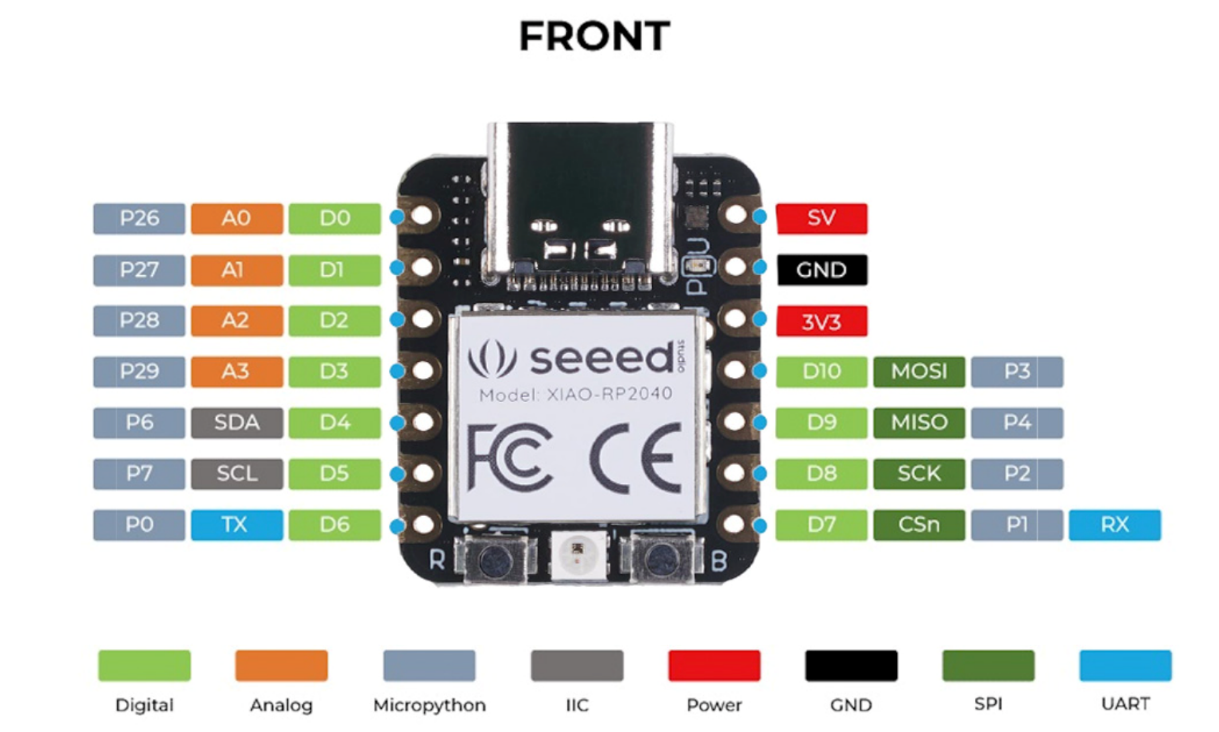 FRONT
P26 A0 D0 SV
P27 A1 D1 GND
P28 A2 D2 3V3
P29 A3 D3 D10 MOSI P3
P6 SDA D4 D9 MISO P4
P7 SCL D5 D8 SCK P2
P0 TX D6 D7 CSn P1 RX
PU
seeed studio
Model: XIAO-RP2040
FC CE
R B
Digital Analog Micropython IIC Power GND SPI UART